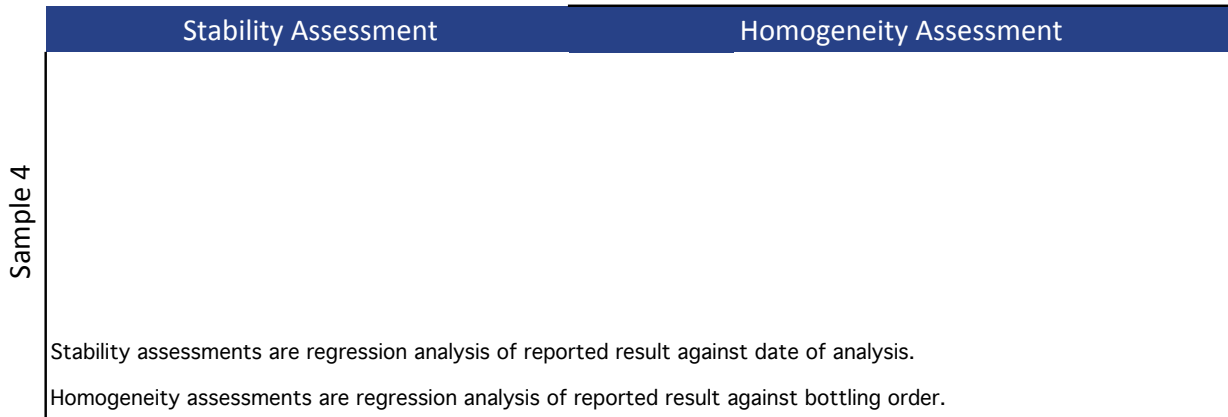 Stability Assessment Homogeneity Assessment
Sample 4
Stability assessments are regression analysis of reported result against date of analysis.
Homogeneity assessments are regression analysis of reported result against bottling order.